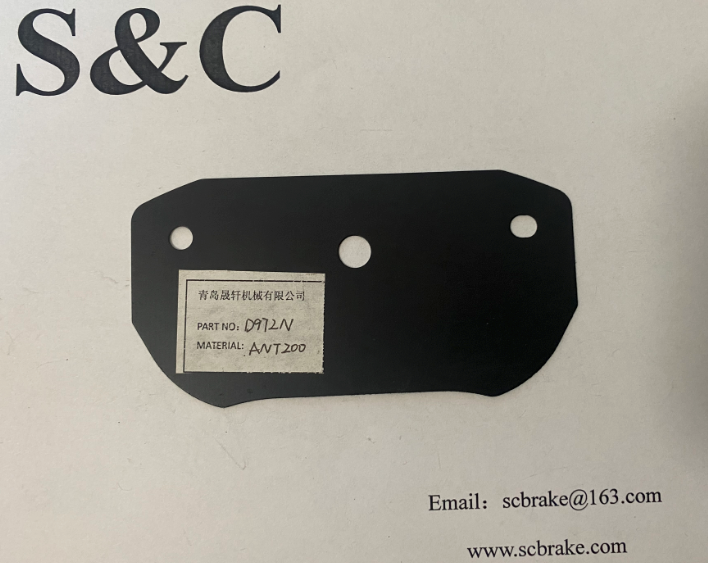 S&C
青岛晟轩机械有限公司
PART NO: D972N
MATERIAL: ANT200
Email：scbrake@163.com
www.scbrake.com